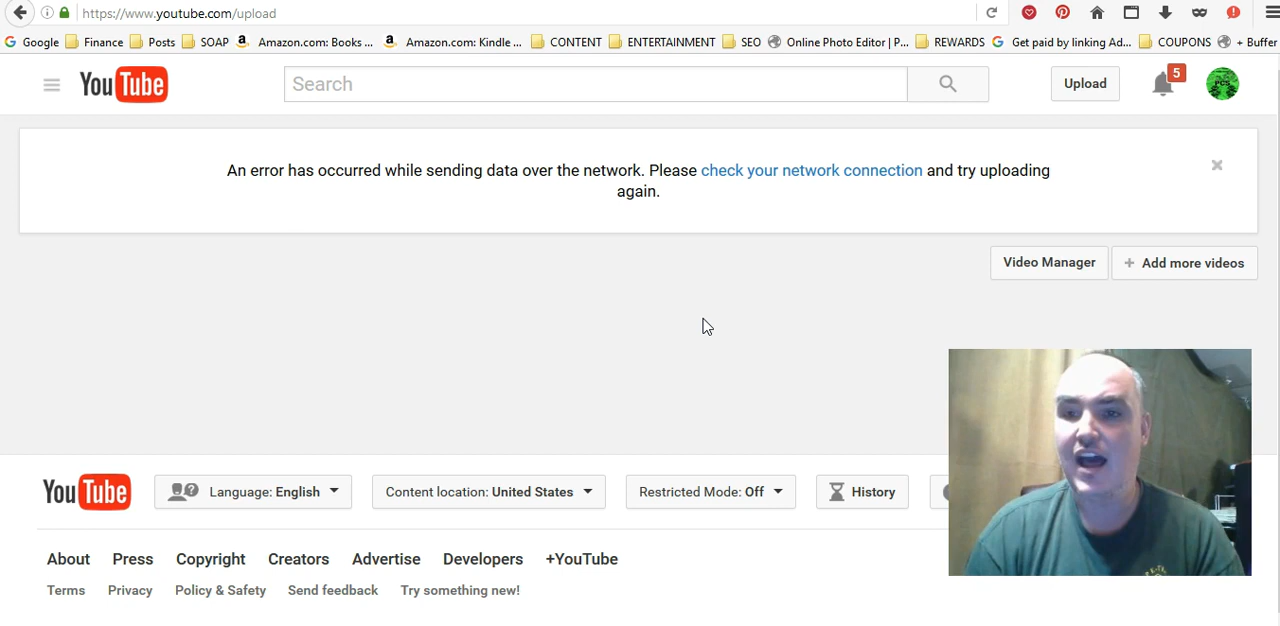 https://www.youtube.com/upload
Google Finance Posts SOAP Amazon.com: Books ... Amazon.com: Kindle ... CONTENT ENTERTAINMENT SEO Online Photo Editor | P... REWARDS Get paid by linking Ad... COUPONS + Buffer
YouTube Search Upload 5
PCS
An error has occurred while sending data over the network. Please check your network connection and try uploading
again.
Video Manager + Add more videos
YouTube Language: English Content location: United States Restricted Mode: Off History
About Press Copyright Creators Advertise Developers +YouTube
Terms Privacy Policy & Safety Send feedback Try something new!